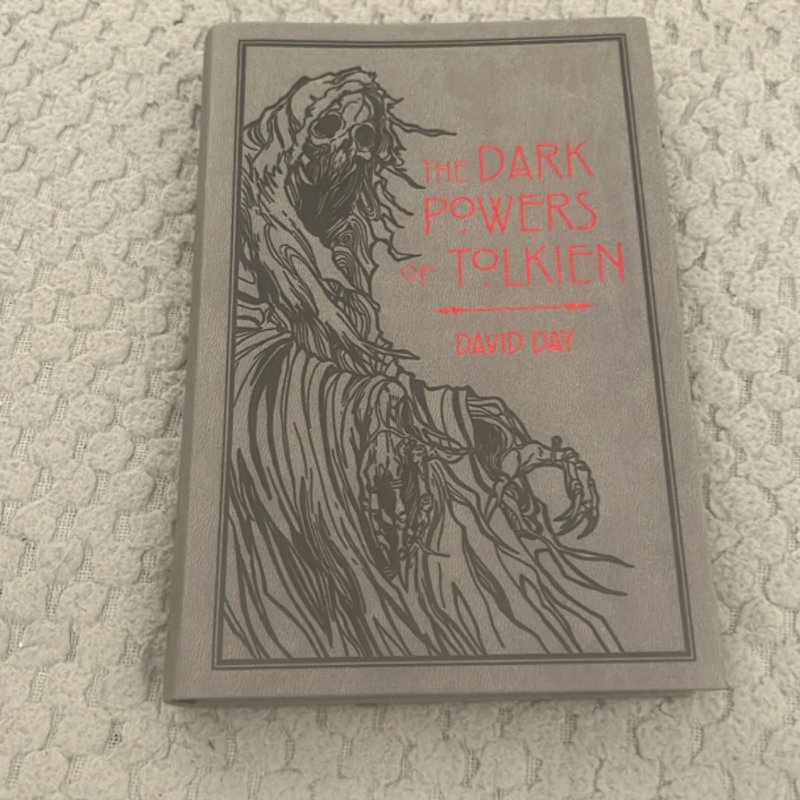 THE DARK
POWERS
OF TOLKIEN
DAVID DAY